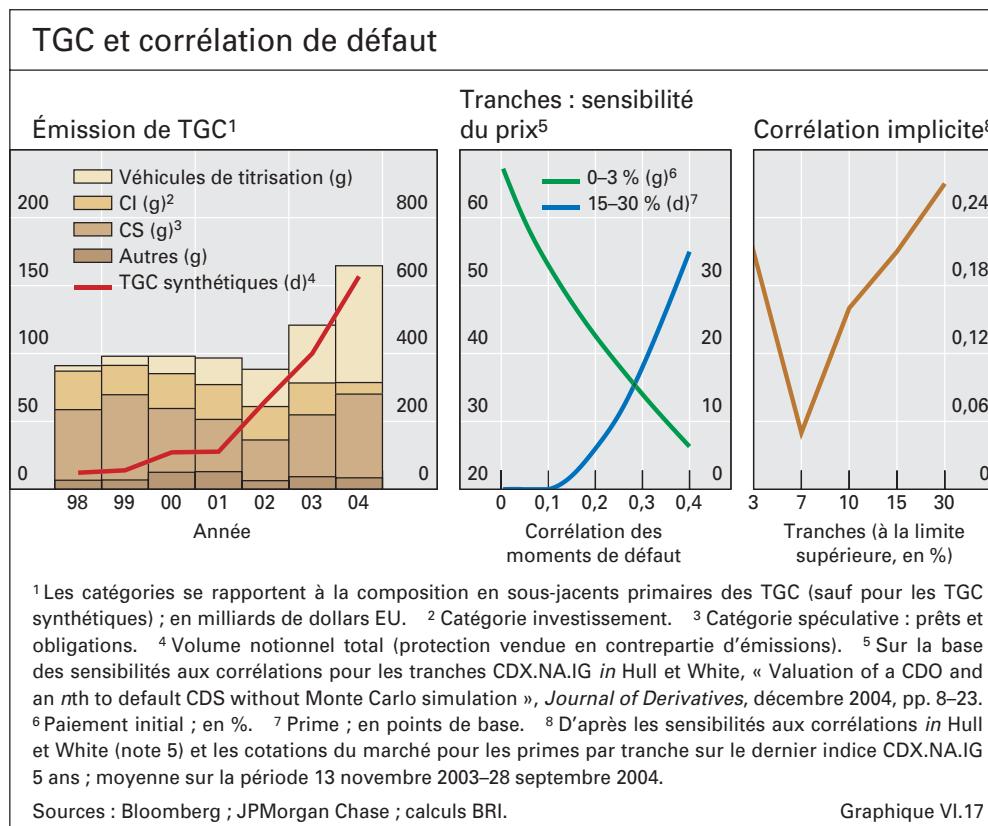 TGC et corrélation de défaut
Émission de TGC¹
Véhicules de titrisation (g)
CI (g)²
CS (g)³
Autres (g)
TGC synthétiques (d)⁴
200
150
100
50
0
800
600
400
200
0
98 99 00 01 02 03 04
Année
Tranches : sensibilité
du prix⁵
0–3 % (g)⁶
15–30 % (d)⁷
60
50
40
30
20
30
20
10
0
0 0,1 0,2 0,3 0,4
Corrélation des
moments de défaut
Corrélation implicite⁸
0,24
0,18
0,12
0,06
0
3 7 10 15 30
Tranches (à la limite
supérieure, en %)
¹ Les catégories se rapportent à la composition en sous-jacents primaires des TGC (sauf pour les TGC
synthétiques) ; en milliards de dollars EU. ² Catégorie investissement. ³ Catégorie spéculative : prêts et
obligations. ⁴ Volume notionnel total (protection vendue en contrepartie d’émissions). ⁵ Sur la base
des sensibilités aux corrélations pour les tranches CDX.NA.IG in Hull et White, « Valuation of a CDO and
an nth to default CDS without Monte Carlo simulation », Journal of Derivatives, décembre 2004, pp. 8–23.
⁶ Paiement initial ; en %. ⁷ Prime ; en points de base. ⁸ D’après les sensibilités aux corrélations in Hull
et White (note 5) et les cotations du marché pour les primes par tranche sur le dernier indice CDX.NA.IG
5 ans ; moyenne sur la période 13 novembre 2003–28 septembre 2004.
Sources : Bloomberg ; JPMorgan Chase ; calculs BRI.
Graphique VI.17